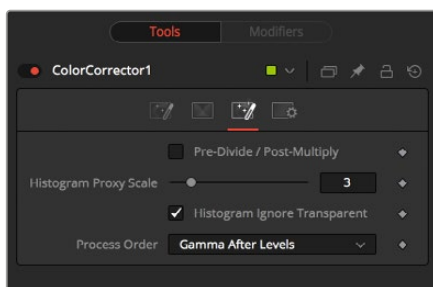 Tools Modifiers
ColorCorrector1
Pre-Divide / Post-Multiply
Histogram Proxy Scale 3
Histogram Ignore Transparent
Process Order Gamma After Levels